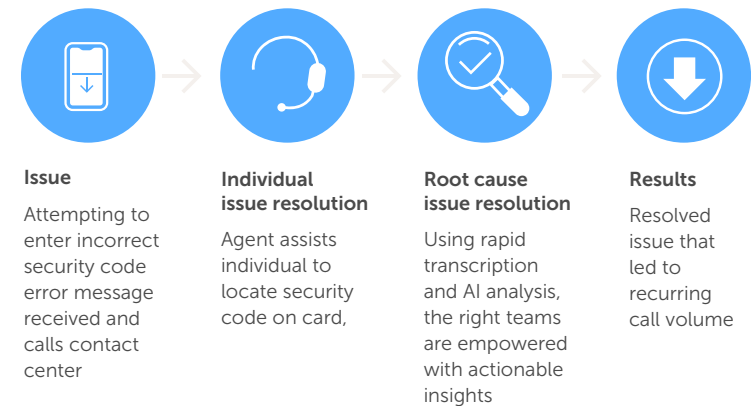 Issue
Attempting to
enter incorrect
security code
error message
received and
calls contact
center
Individual
issue resolution
Agent assists
individual to
locate security
code on card,
Root cause
issue resolution
Using rapid
transcription
and AI analysis,
the right teams
are empowered
with actionable
insights
Results
Resolved
issue that
led to
recurring
call volume